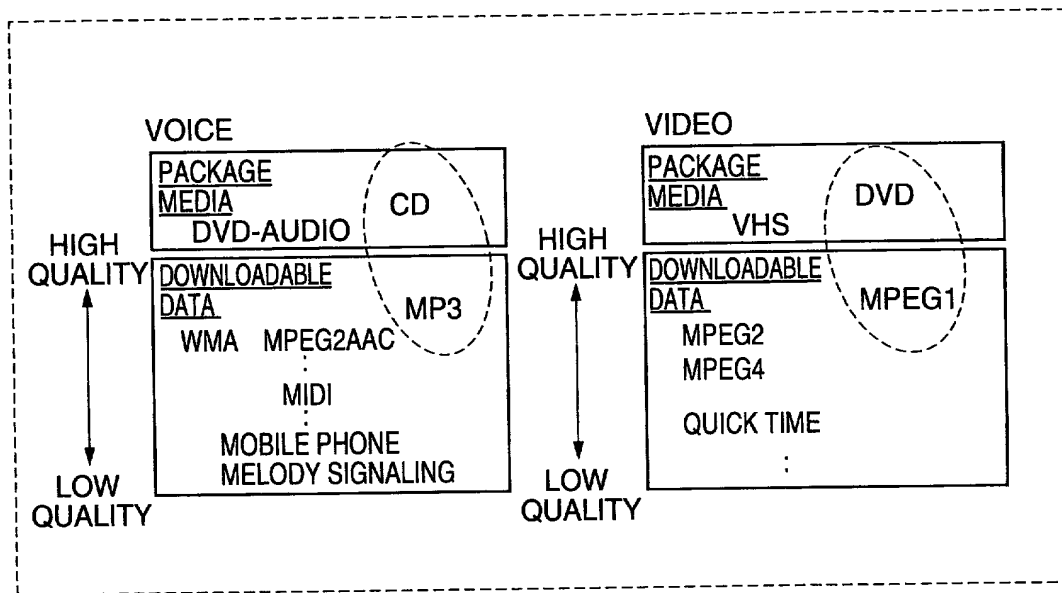 VOICE
PACKAGE
MEDIA
CD
DVD-AUDIO
HIGH
QUALITY
DOWNLOADABLE
DATA
MP3
WMA MPEG2AAC
MIDI
MOBILE PHONE
MELODY SIGNALING
LOW
QUALITY
VIDEO
PACKAGE
MEDIA
DVD
VHS
HIGH
QUALITY
DOWNLOADABLE
DATA
MPEG1
MPEG2
MPEG4
QUICK TIME
LOW
QUALITY